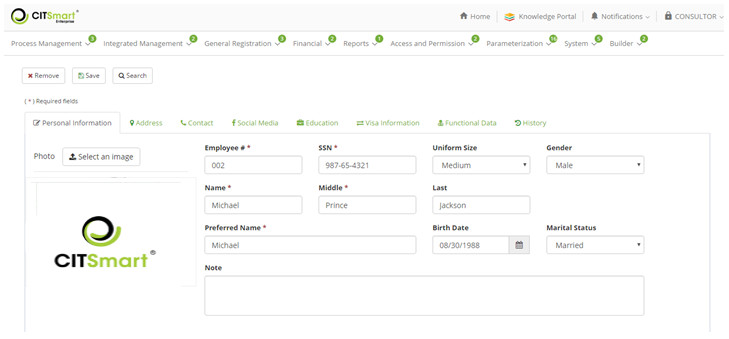 CITSmart
Enterprise
Home
Knowledge Portal
Notifications
CONSULTOR
Process Management 3
Integrated Management 2
General Registration 3
Financial 2
Reports 1
Access and Permission 2
Parameterization 16
System 5
Builder 2
Remove
Save
Search
( * ) Required fields
Personal Information
Address
Contact
Social Media
Education
Visa Information
Functional Data
History
Photo
Select an image
CITSmart ®
Employee # *
SSN *
Uniform Size
Gender
002
987-65-4321
Medium
Male
Name *
Middle *
Last
Michael
Prince
Jackson
Preferred Name *
Birth Date
Marital Status
Michael
08/30/1988
Married
Note